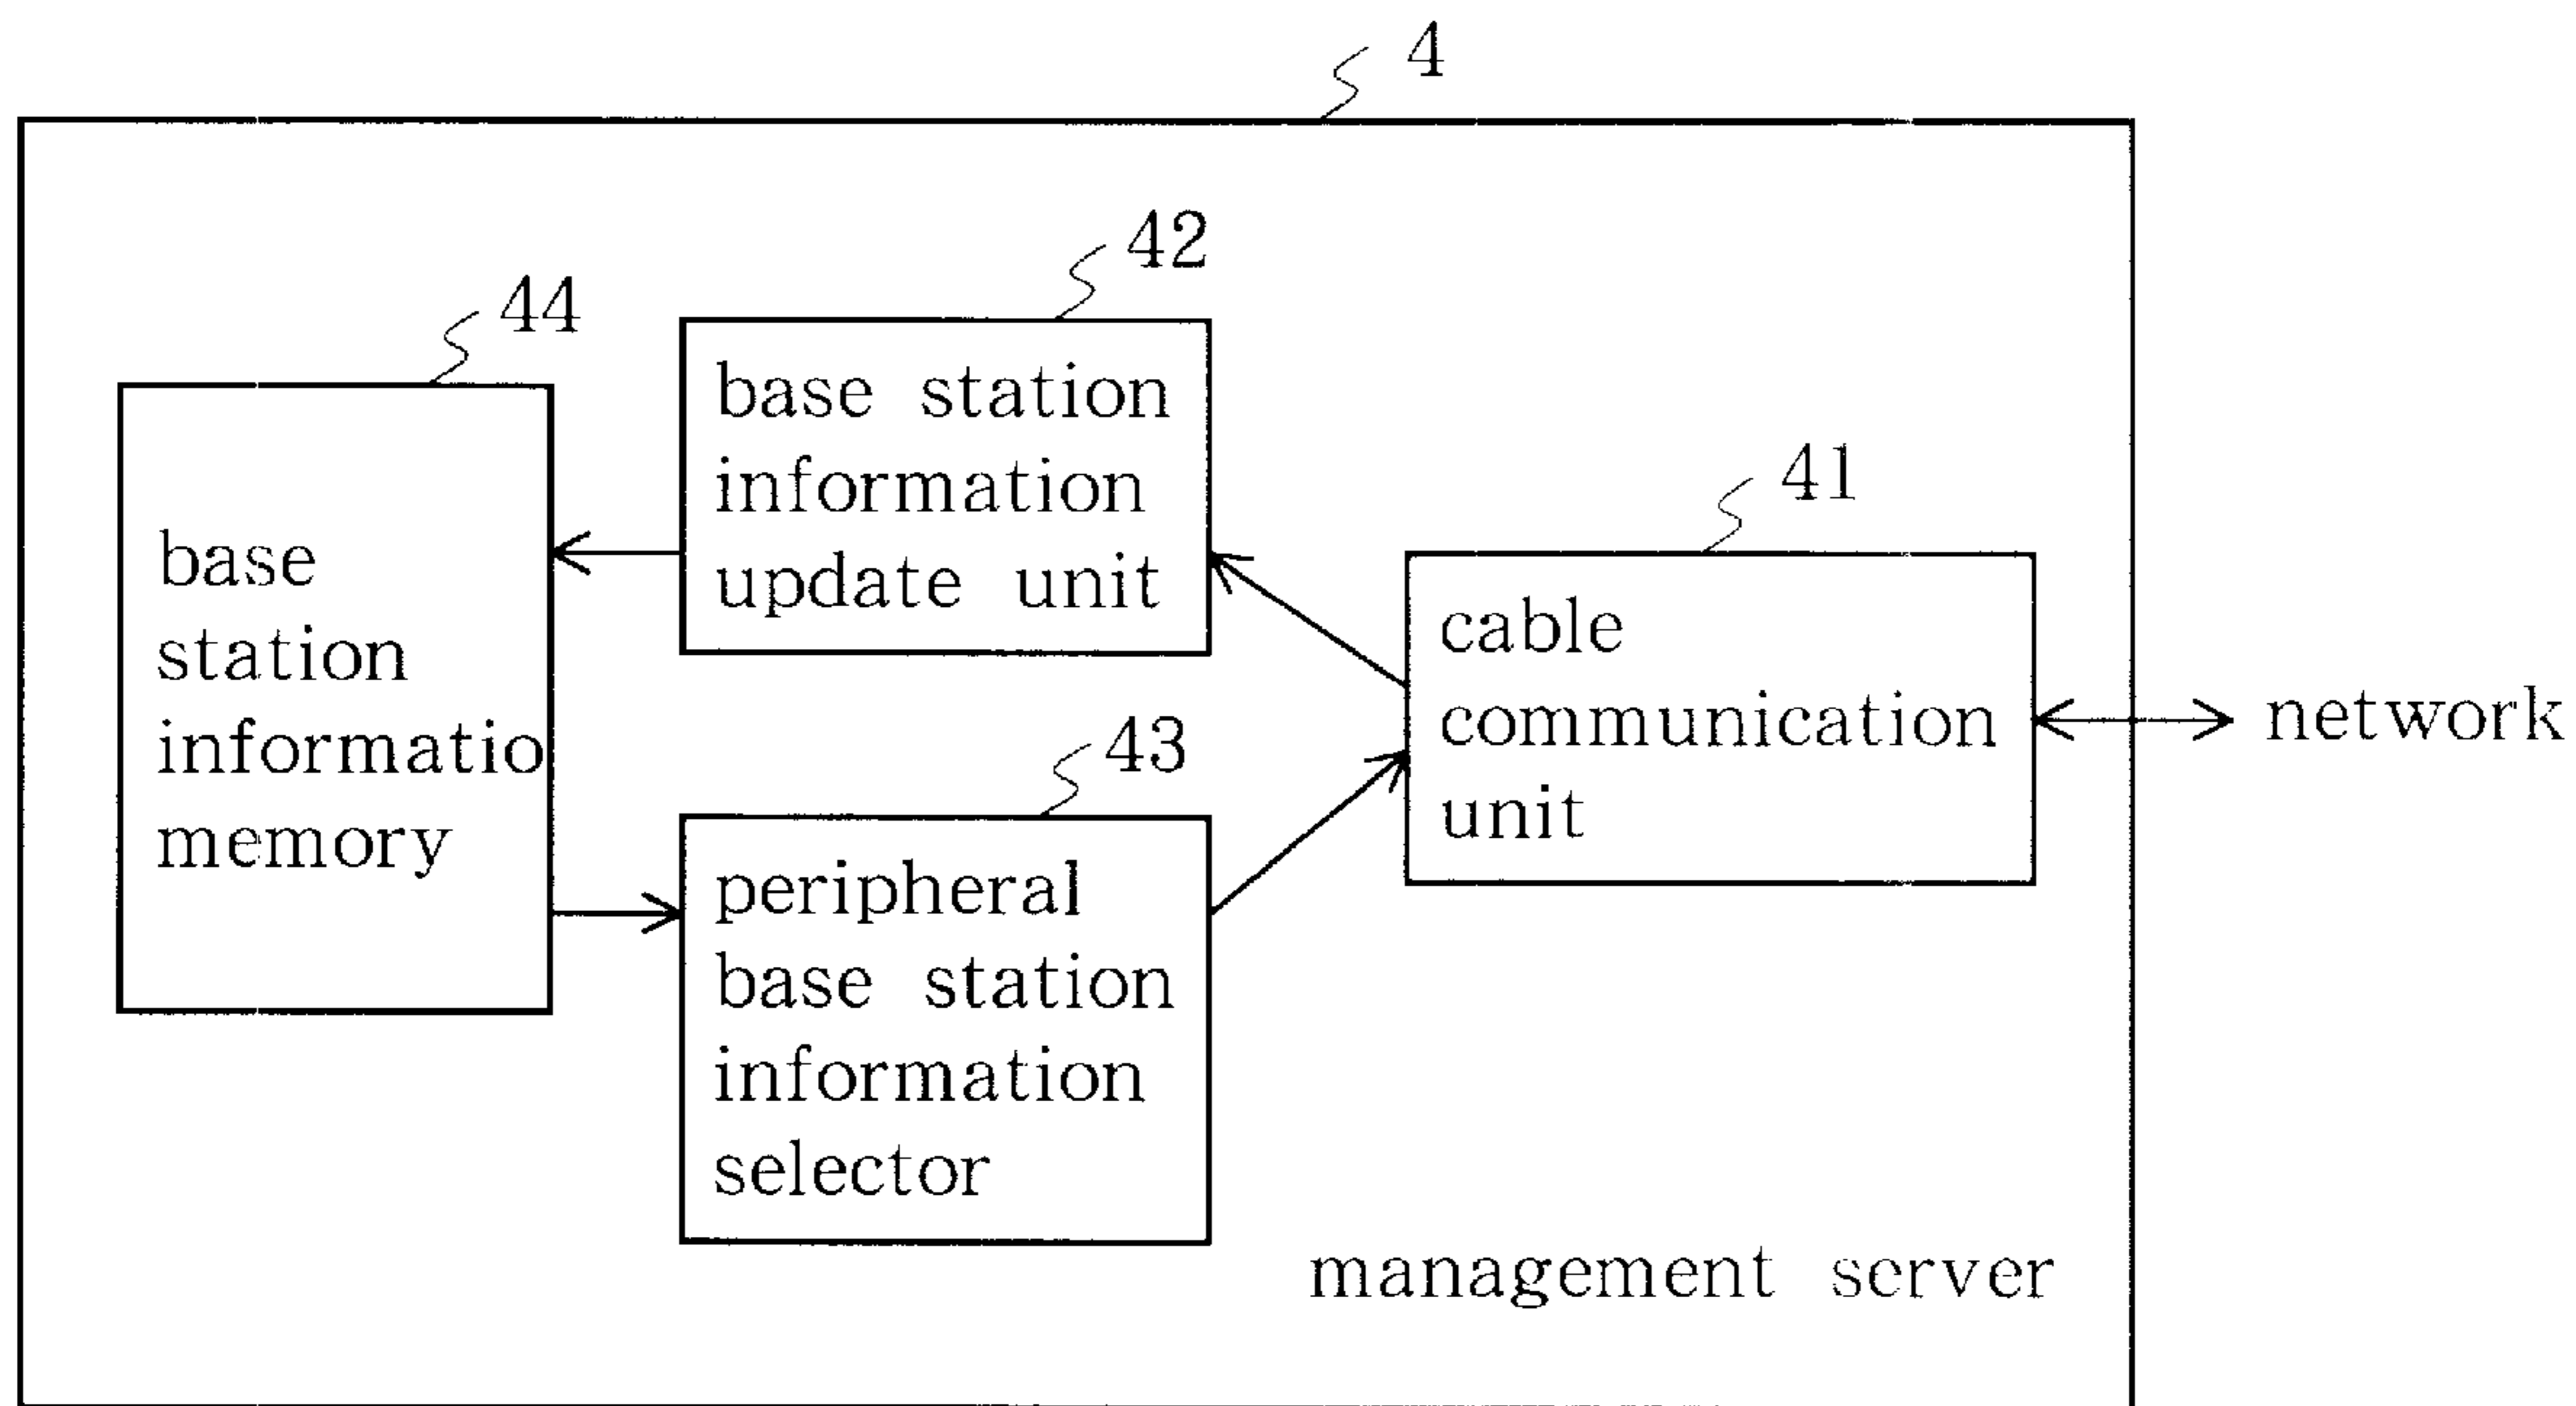 4
42
44
base station
information
update unit
41
base
station
informatio
memory
cable
communication
unit
network
43
peripheral
base station
information
selector
management server